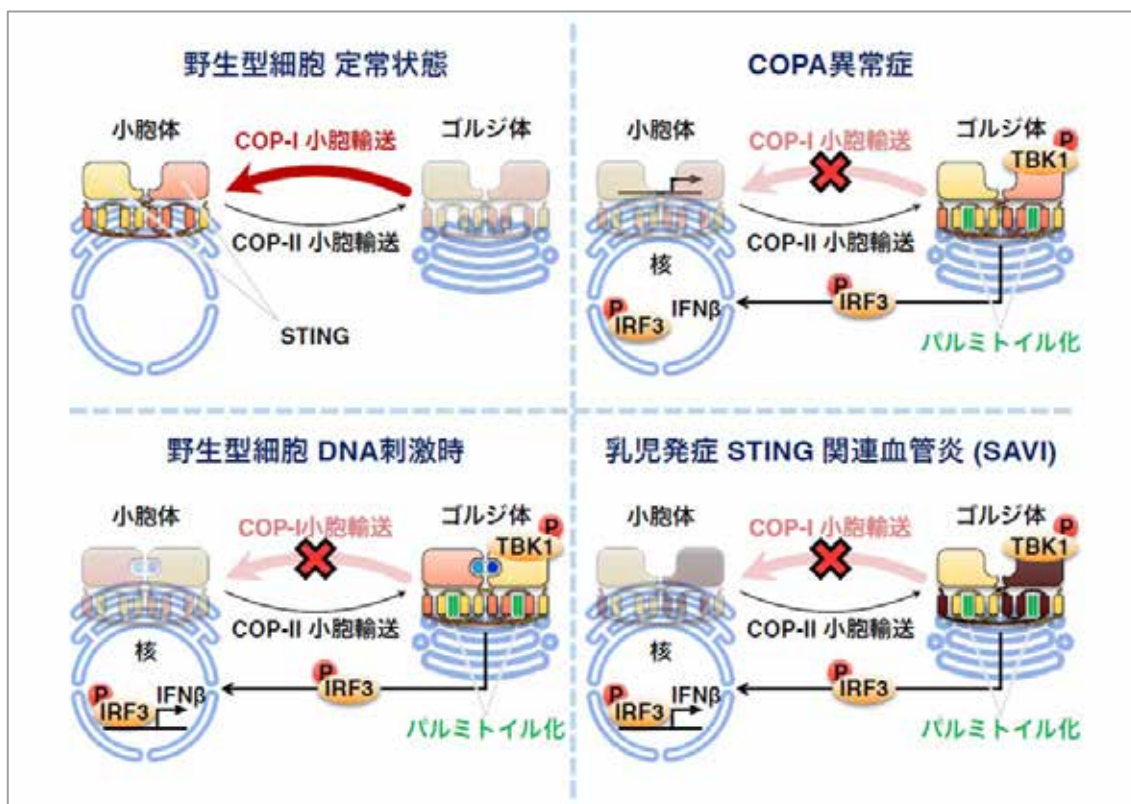 野生型細胞 定常状態
小胞体
ゴルジ体
COP-I 小胞輸送
COP-II 小胞輸送
STING
COPA異常症
小胞体
ゴルジ体
COP-I 小胞輸送
P
TBK1
COP-II 小胞輸送
核
P
IRF3
IFNβ
P
IRF3
パルミトイル化
野生型細胞 DNA刺激時
小胞体
ゴルジ体
COP-I小胞輸送
P
TBK1
COP-II 小胞輸送
核
P
IRF3
IFNβ
P
IRF3
パルミトイル化
乳児発症 STING 関連血管炎 (SAVI)
小胞体
ゴルジ体
COP-I 小胞輸送
P
TBK1
COP-II 小胞輸送
核
P
IRF3
IFNβ
P
IRF3
パルミトイル化